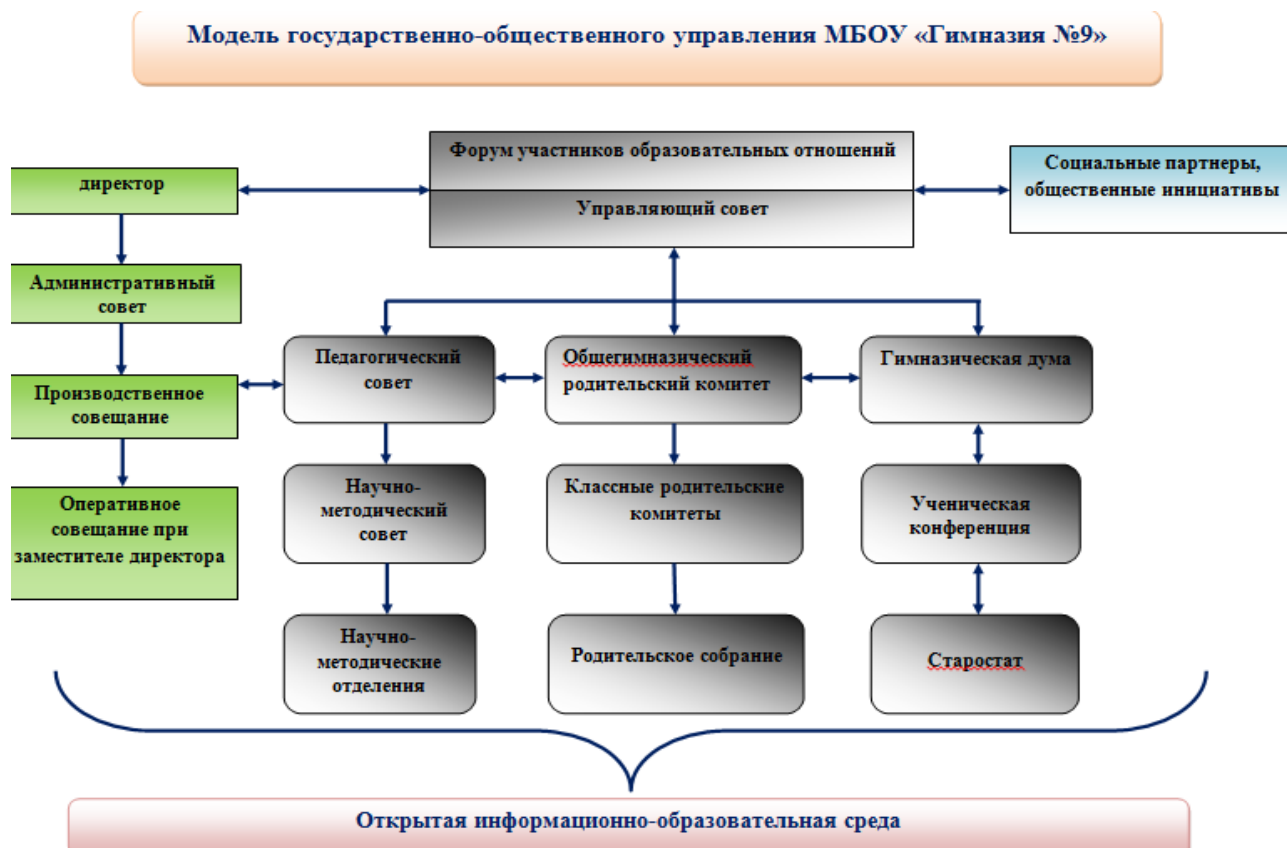 Модель государственно-общественного управления МБОУ «Гимназия №9»
Форум участников образовательных отношений
Управляющий совет
Социальные партнеры,
общественные инициативы
директор
Административный
совет
Производственное
совещание
Оперативное
совещание при
заместителе директора
Педагогический
совет
Общегимназический
родительский комитет
Гимназическая дума
Научно-
методический
совет
Классные родительские
комитеты
Ученическая
конференция
Научно-
методические
отделения
Родительское собрание
Старостат
Открытая информационно-образовательная среда